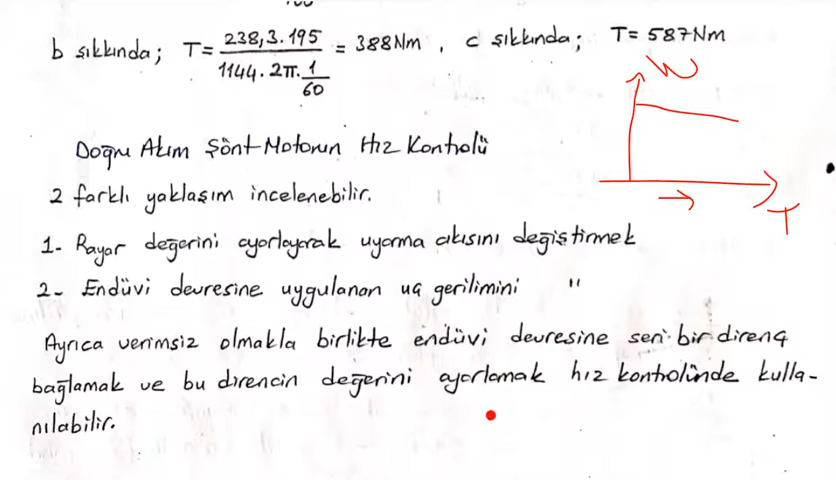 b şıkkında; T = 238,3.195 / 1144.2π.1/60 = 388Nm, c şıkkında; T = 587Nm
W
Doğru Akım Şönt Motorun Hız Kontrolü
2 farklı yaklaşım incelenebilir.
T
1- Rayar değerini ayarlayarak uyarma akısını değiştirmek
2- Endüvi devresine uygulanan uç gerilimini "
Ayrıca verimsiz olmakla birlikte endüvi devresine seri bir direnç
bağlamak ve bu direncin değerini ayarlamak hız kontrolünde kulla-
nılabilir.